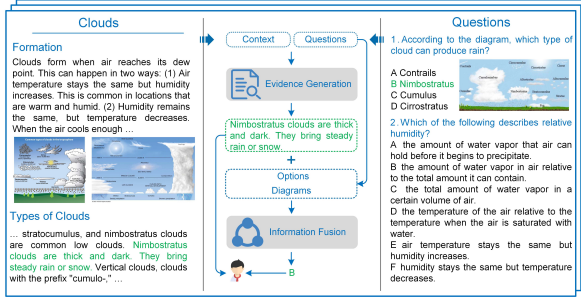 Clouds
Formation
Clouds form when air reaches its dew
point. This can happen in two ways: (1) Air
temperature stays the same but humidity
increases. This is common in locations that
are warm and humid. (2) Humidity remains
the same, but temperature decreases.
When the air cools enough …
Types of Clouds
… stratocumulus, and nimbostratus clouds
are common low clouds. Nimbostratus
clouds are thick and dark. They bring
steady rain or snow. Vertical clouds, clouds
with the prefix "cumulo-," …
Context
Questions
Evidence Generation
Nimbostratus clouds are thick
and dark. They bring steady
rain or snow.
+
Options
Diagrams
Information Fusion
B
Questions
1. According to the diagram, which type of
cloud can produce rain?
A Contrails
B Nimbostratus
C Cumulus
D Cirrostratus
2. Which of the following describes relative
humidity?
A the amount of water vapor that air can
hold before it begins to precipitate.
B the amount of water vapor in air relative
to the total amount it can contain.
C the total amount of water vapor in a
certain volume of air.
D the temperature of the air relative to the
temperature when the air is saturated with
water.
E air temperature stays the same but
humidity increases.
F humidity stays the same but temperature
decreases.